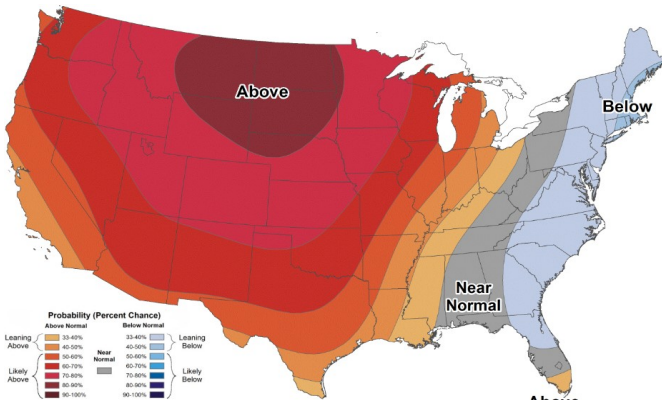 Above
Below
Near
Normal
Above
Probability (Percent Chance)
Above Normal
Below Normal
Leaning
Above
33-40%
40-50%
Likely
Above
50-60%
60-70%
70-80%
80-90%
90-100%
Near
Normal
33-40%
40-50%
Leaning
Below
50-60%
60-70%
70-80%
80-90%
90-100%
Likely
Below